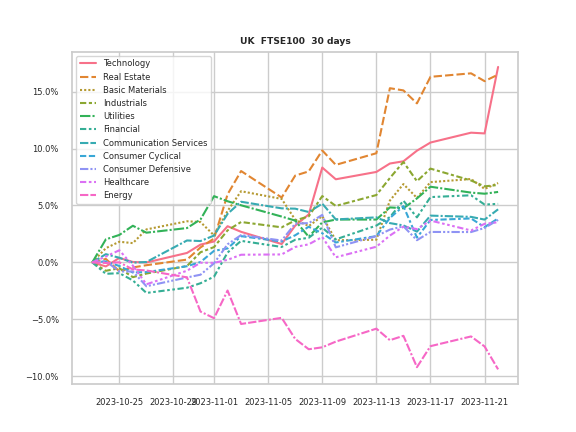 UK  FTSE100  30 days
Technology
Real Estate
Basic Materials
Industrials
Utilities
Financial
Communication Services
Consumer Cyclical
Consumer Defensive
Healthcare
Energy
15.0%
10.0%
5.0%
0.0%
−5.0%
−10.0%
2023-10-25 2023-10-29 2023-11-01 2023-11-05 2023-11-09 2023-11-13 2023-11-17 2023-11-21